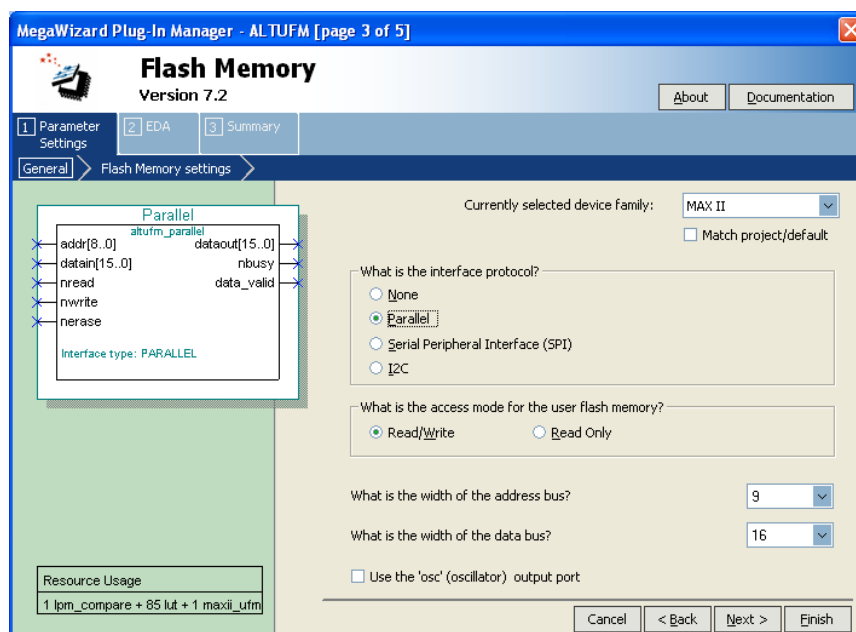 MegaWizard Plug-In Manager - ALTUFM [page 3 of 5]
Flash Memory
Version 7.2
About
Documentation
1 Parameter Settings
2 EDA
3 Summary
General
Flash Memory settings
Parallel
altufm_parallel
addr[8..0]
dataout[15..0]
datain[15..0]
nbusy
nread
data_valid
nwrite
nerase
Interface type: PARALLEL
Resource Usage
1 lpm_compare + 85 lut + 1 maxii_ufm
Currently selected device family:
MAX II
Match project/default
What is the interface protocol?
None
Parallel
Serial Peripheral Interface (SPI)
I2C
What is the access mode for the user flash memory?
Read/Write
Read Only
What is the width of the address bus?
9
What is the width of the data bus?
16
Use the 'osc' (oscillator) output port
Cancel
< Back
Next >
Finish